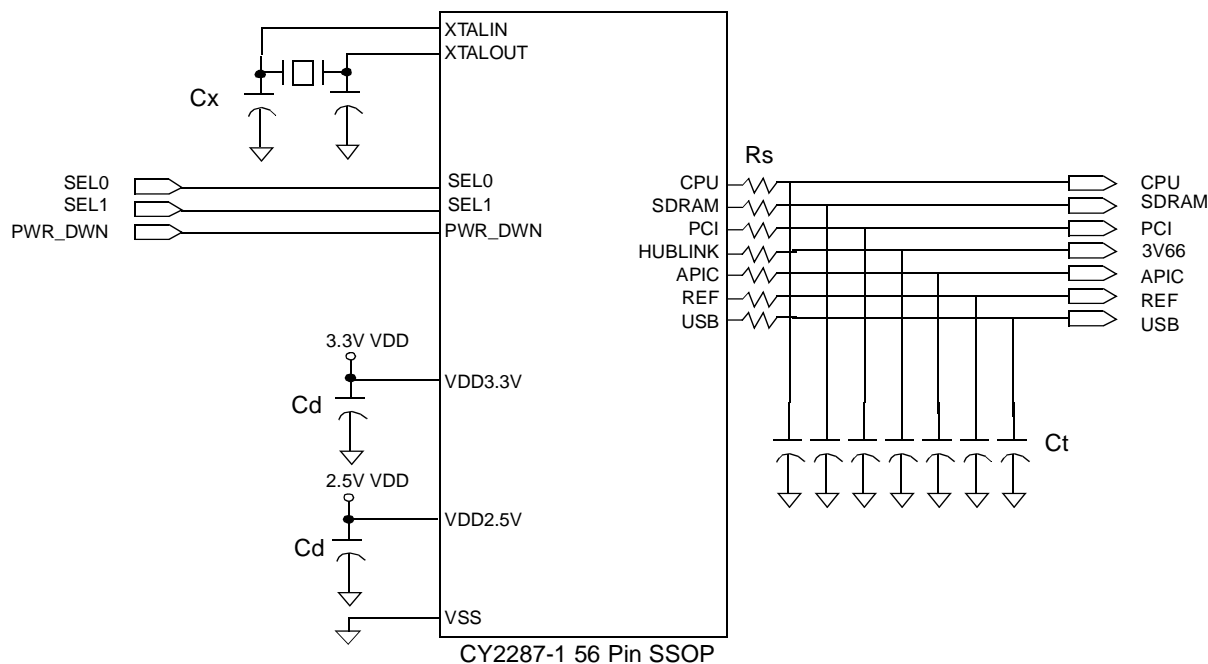 XTALIN
XTALOUT
Cx
SEL0
SEL1
PWR_DWN
SEL0
SEL1
PWR_DWN
Rs
CPU
SDRAM
PCI
HUBLINK
APIC
REF
USB
CPU
SDRAM
PCI
3V66
APIC
REF
USB
3.3V VDD
VDD3.3V
Cd
Ct
2.5V VDD
VDD2.5V
Cd
VSS
CY2287-1 56 Pin SSOP